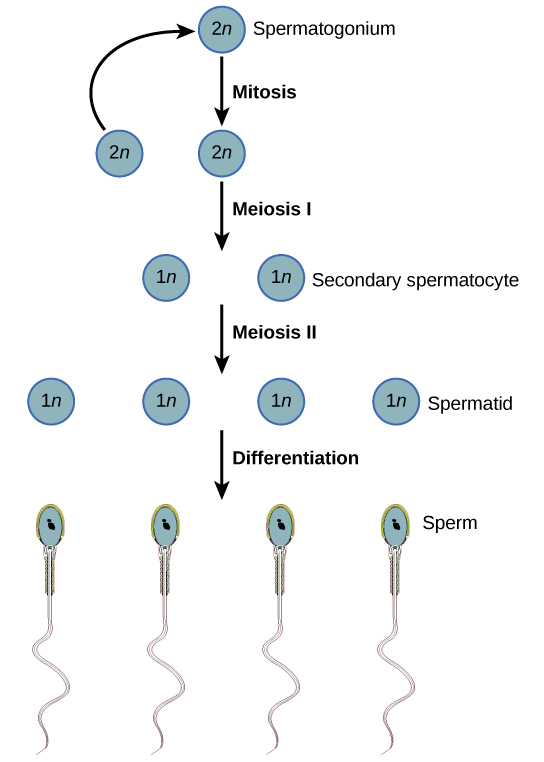 2n Spermatogonium
Mitosis
2n 2n
Meiosis I
1n 1n Secondary spermatocyte
Meiosis II
1n 1n 1n 1n Spermatid
Differentiation
Sperm